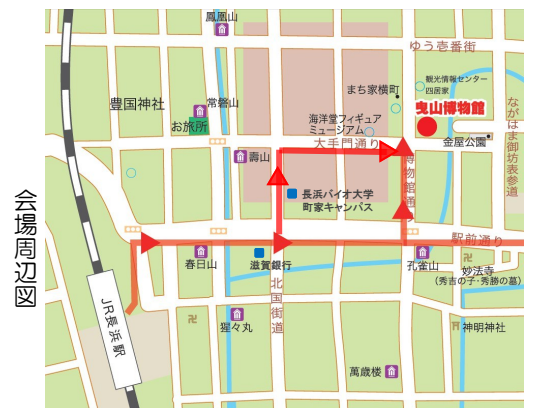 鳳凰山
ゆう壱番街
観光情報センター
四居家
まち家横町
曳山博物館
豊国神社
常磐山
お旅所
海洋堂フィギュア
ミュージアム
大手門通り
金屋公園
ながはま御坊表参道
壽山
博物館通り
長浜バイオ大学
町家キャンパス
会場周辺図
駅前通り
春日山
滋賀銀行
孔雀山
妙法寺
(秀吉の子・秀勝の墓)
北国街道
JR長浜駅
猩々丸
神明神社
萬歳楼